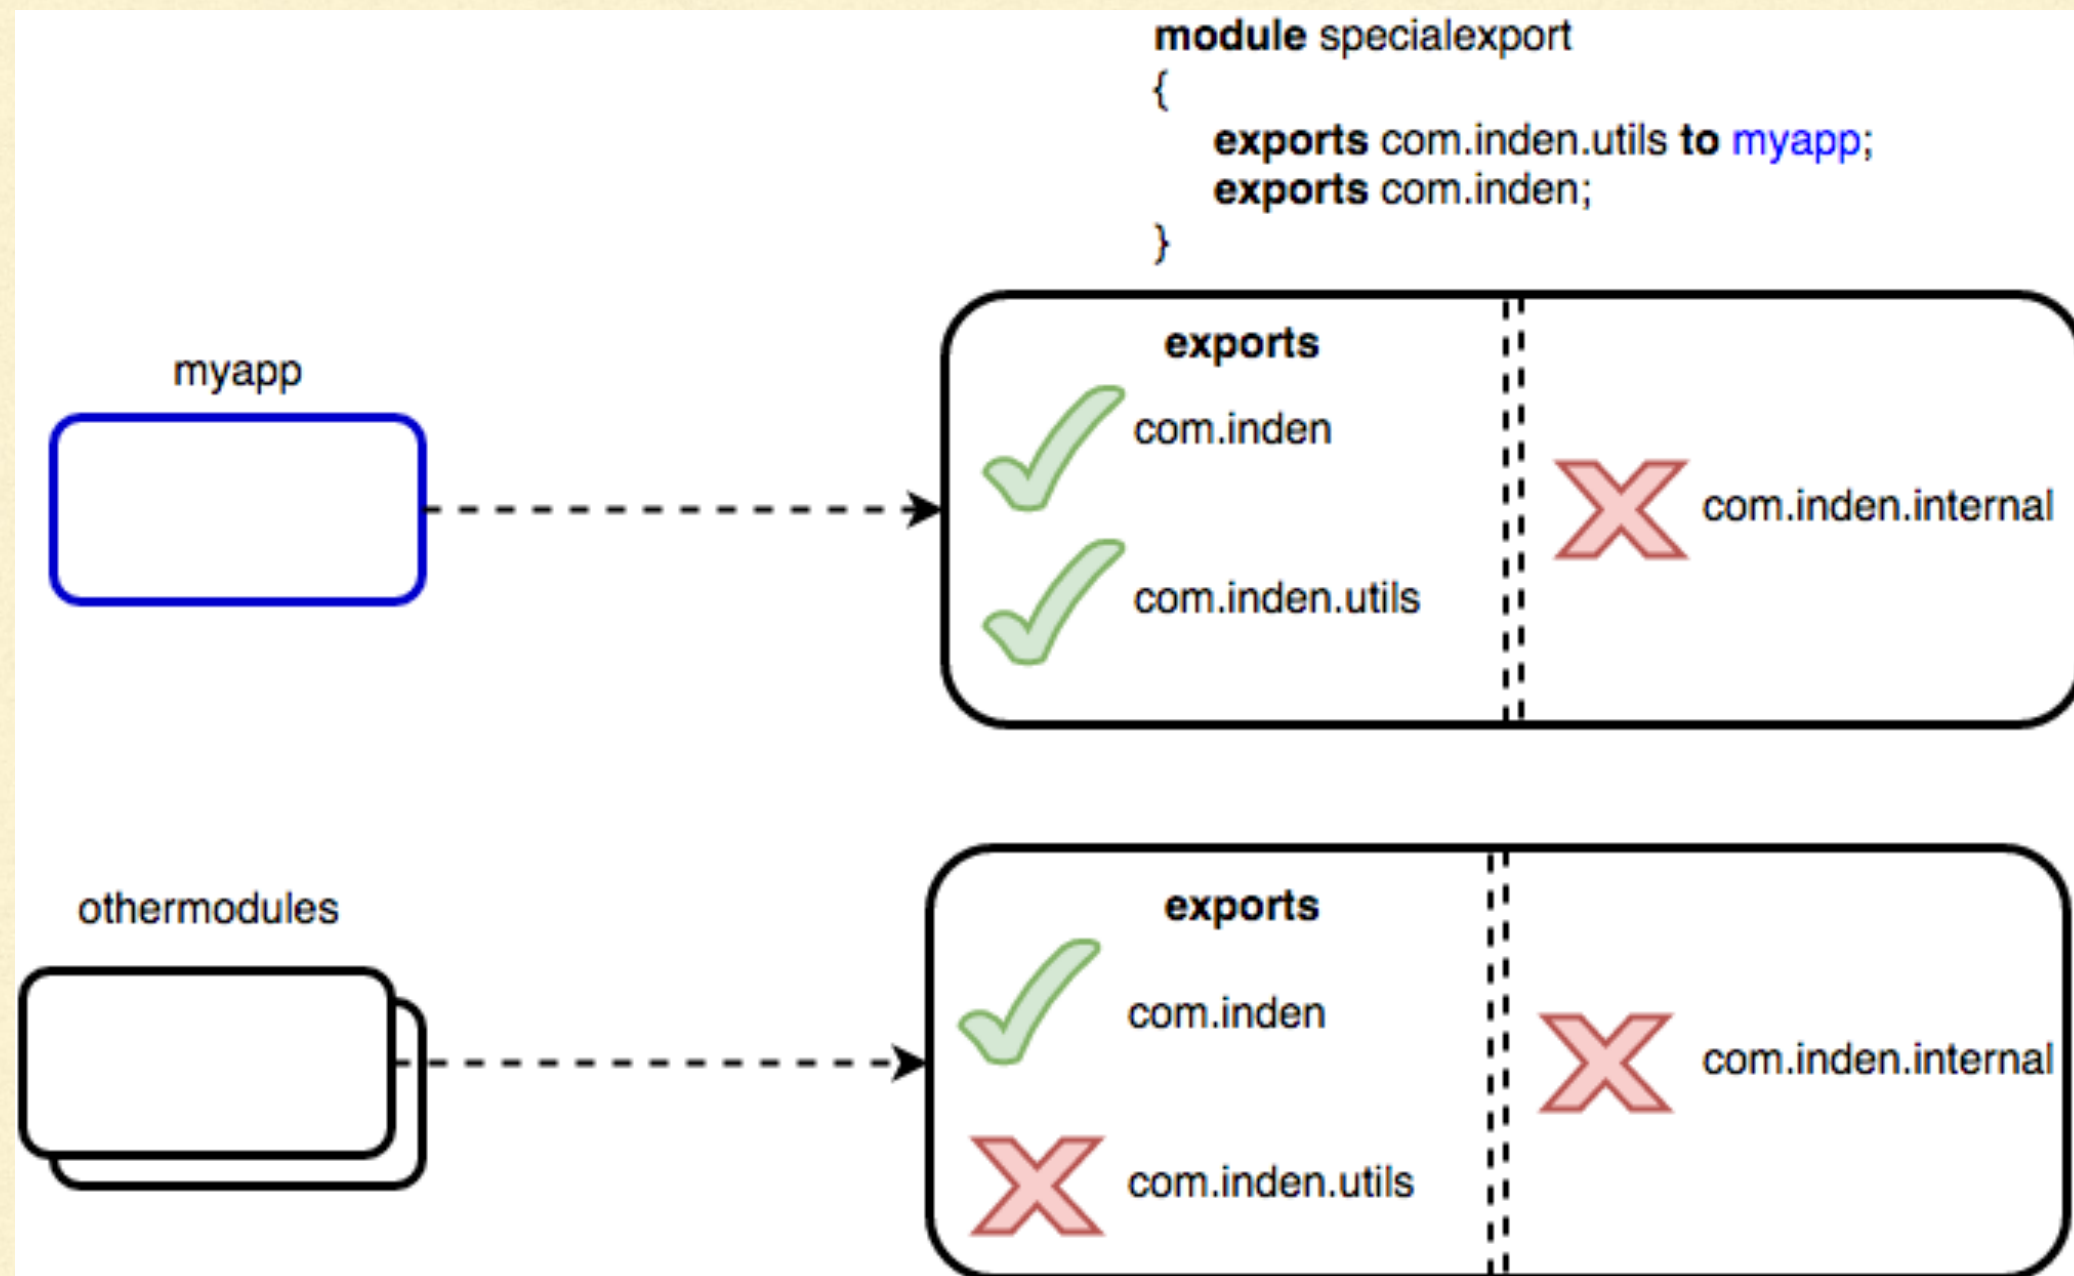 module specialexport
{
exports com.inden.utils to myapp;
exports com.inden;
}
myapp
exports
com.inden
com.inden.utils
com.inden.internal
othermodules
exports
com.inden
com.inden.utils
com.inden.internal